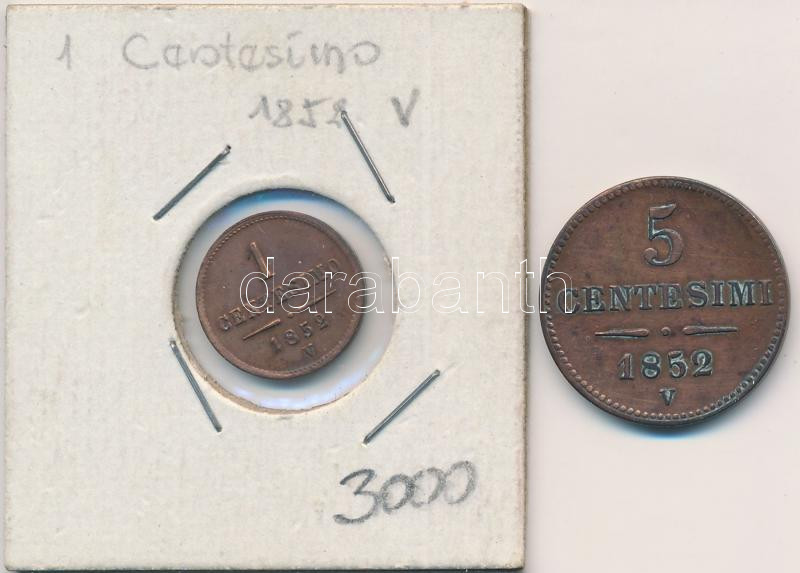 1 Centesimo
1852 V
1
CENTESIMO
1852
V
3000
5
CENTESIMI
1852
V
darabanth